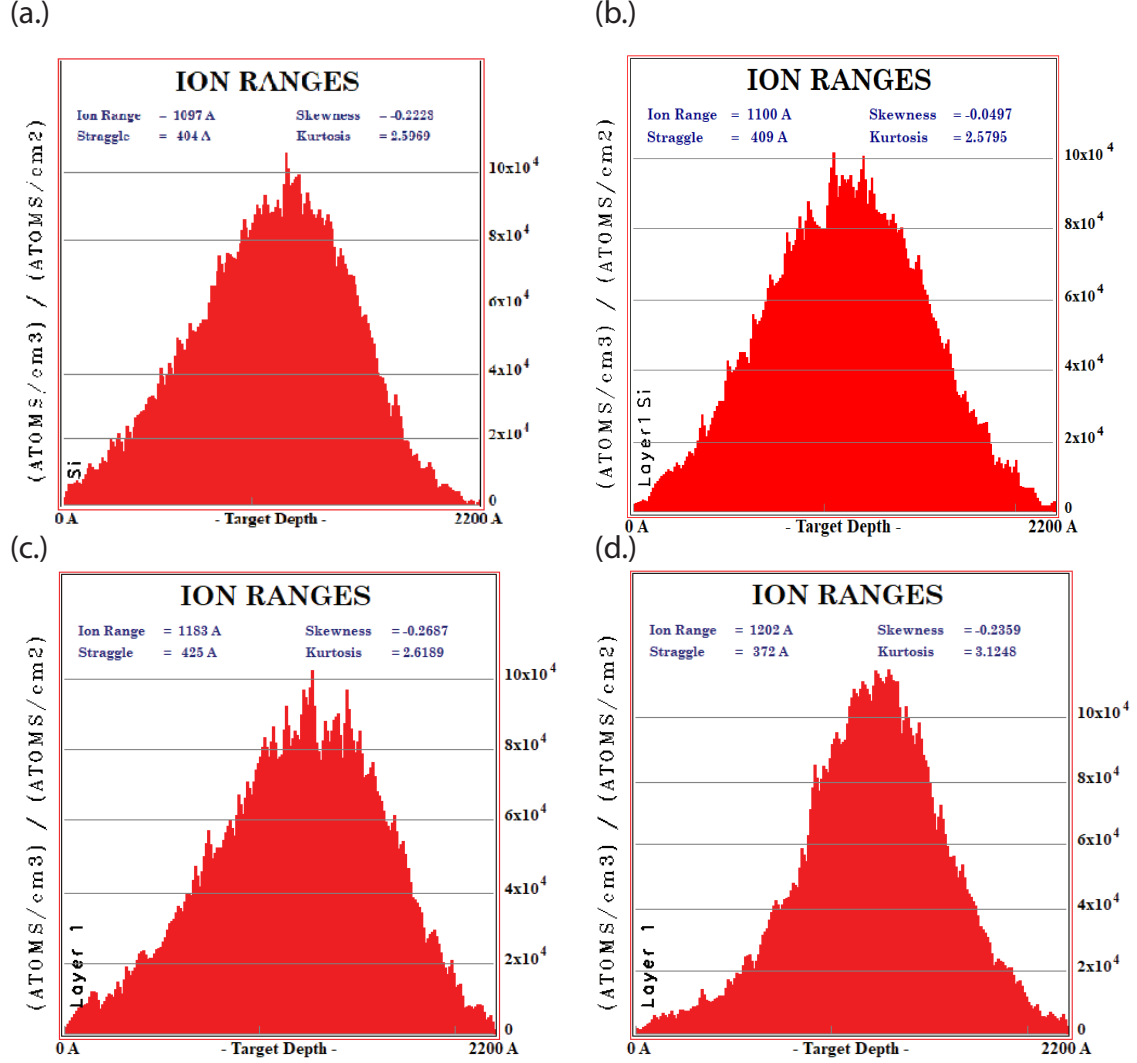 (a.)
ION RANGES
Ion Range = 1097 A Skewness = -0.2223
Straggle = 404 A Kurtosis = 2.5969
(ATOMS/cm3) / (ATOMS/cm2)
10x10^4
8x10^4
6x10^4
4x10^4
2x10^4
0
Si
0 A - Target Depth - 2200 A
(b.)
ION RANGES
Ion Range = 1100 A Skewness = -0.0497
Straggle = 409 A Kurtosis = 2.5795
(ATOMS/cm3) / (ATOMS/cm2)
10x10^4
8x10^4
6x10^4
4x10^4
2x10^4
0
Layer1 Si
0 A - Target Depth - 2200 A
(c.)
ION RANGES
Ion Range = 1183 A Skewness = -0.2687
Straggle = 425 A Kurtosis = 2.6189
(ATOMS/cm3) / (ATOMS/cm2)
10x10^4
8x10^4
6x10^4
4x10^4
2x10^4
0
Layer 1
0 A - Target Depth - 2200 A
(d.)
ION RANGES
Ion Range = 1202 A Skewness = -0.2359
Straggle = 372 A Kurtosis = 3.1248
(ATOMS/cm3) / (ATOMS/cm2)
10x10^4
8x10^4
6x10^4
4x10^4
2x10^4
0
Layer 1
0 A - Target Depth - 2200 A